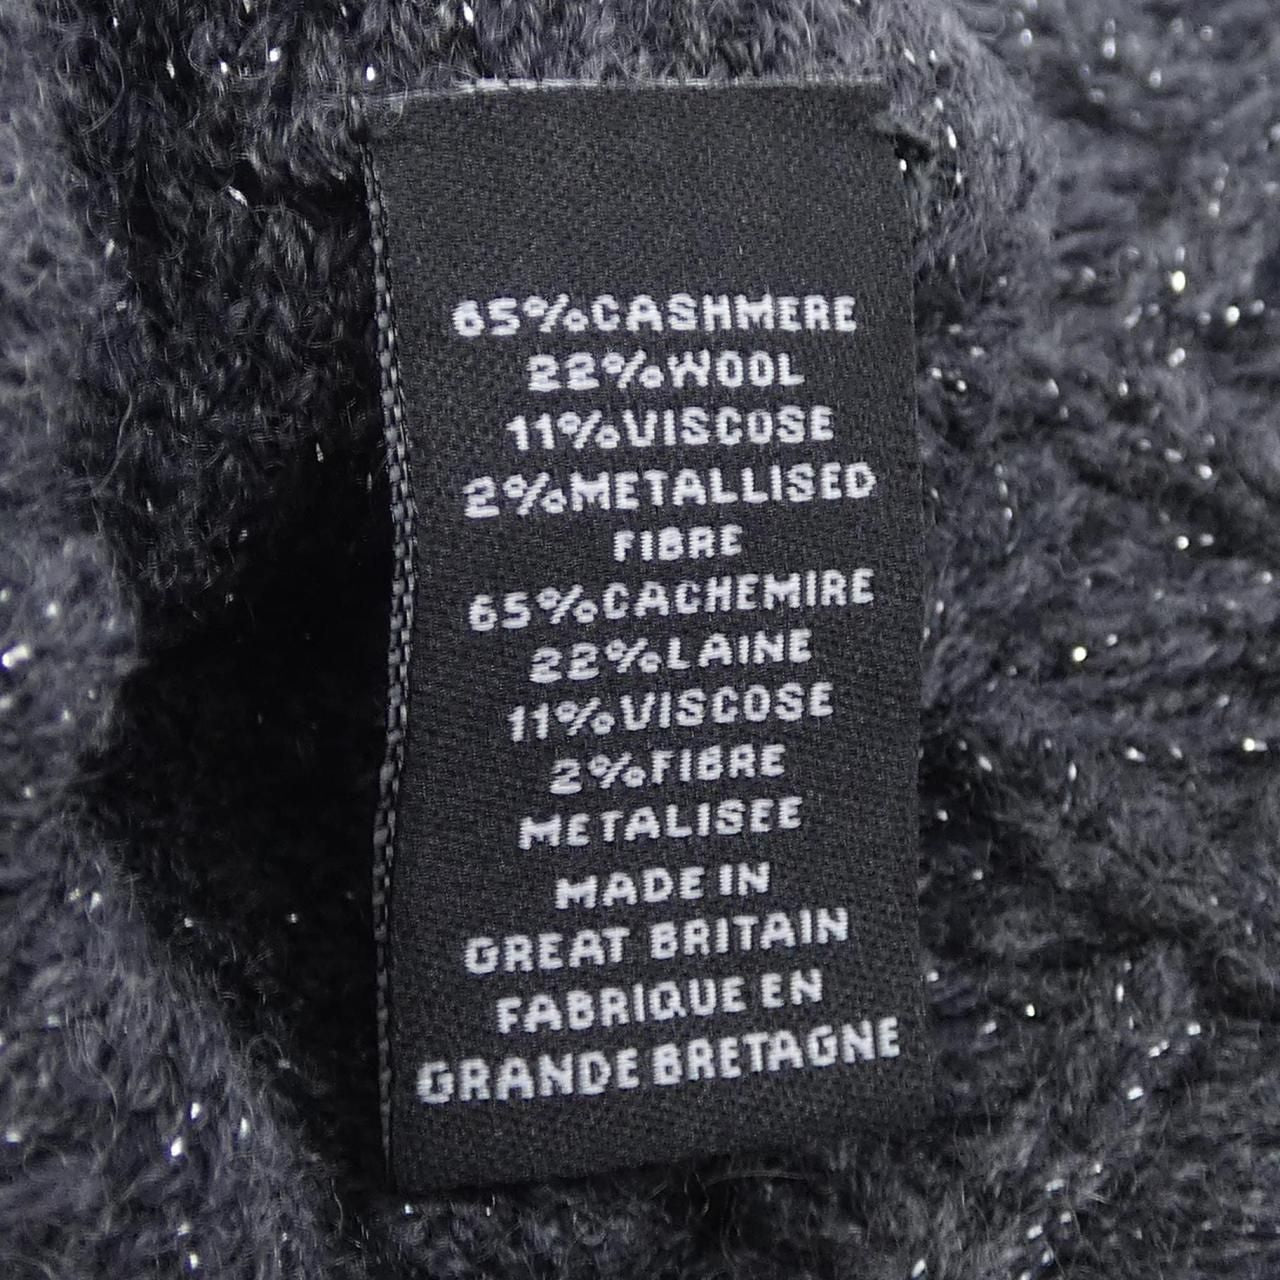 65%CASHMERE
22%WOOL
11%VISCOSE
2%METALLISED
FIBRE
65%CACHEMIRE
22%LAINE
11%VISCOSE
2%FIBRE
METALISEE
MADE IN
GREAT BRITAIN
FABRIQUE EN
GRANDE BRETAGNE